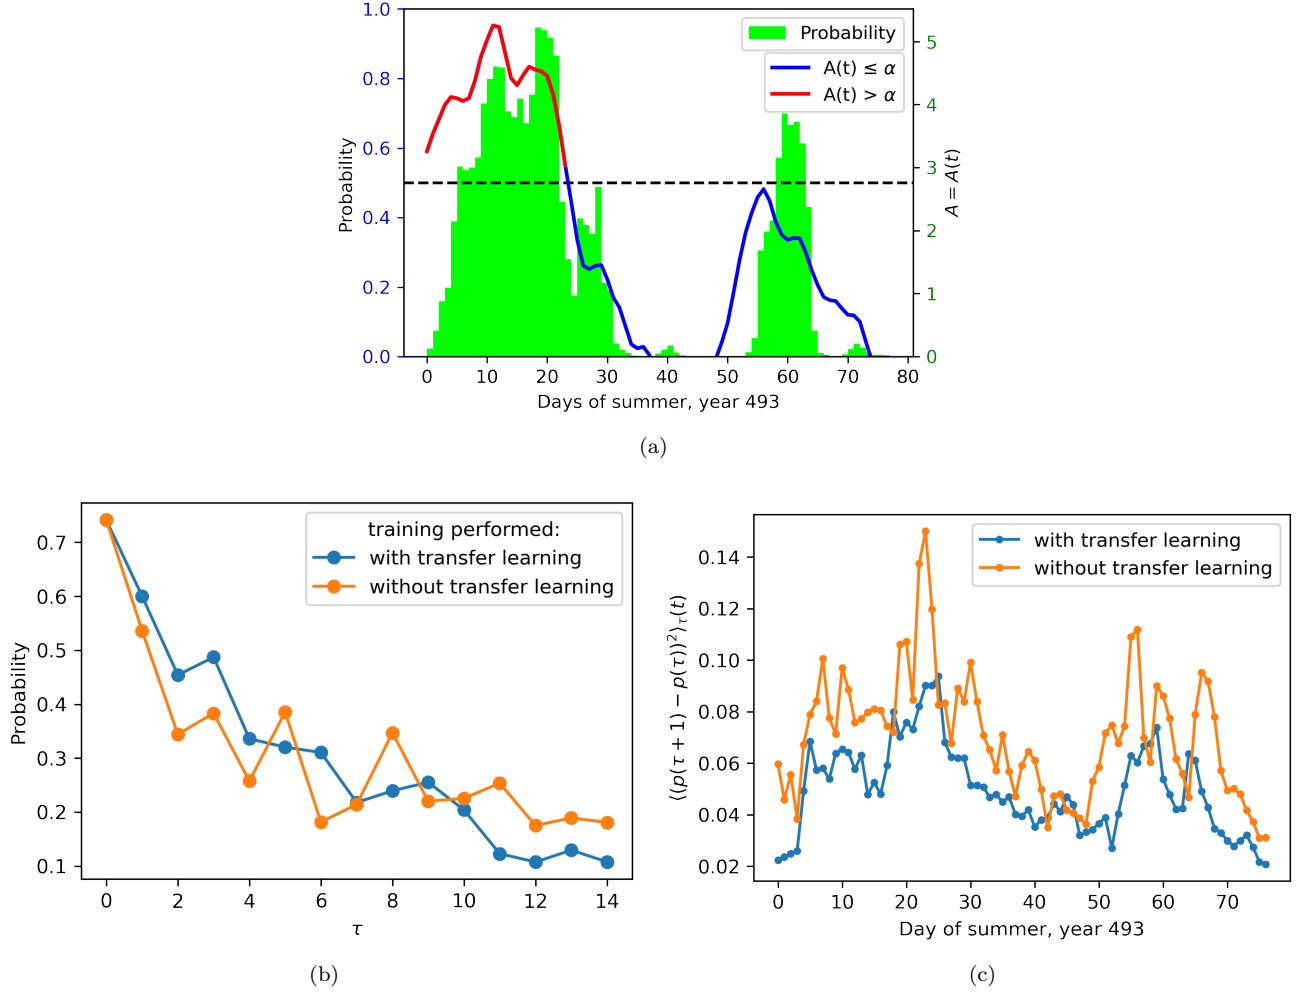 1.0
0.8
0.6
0.4
0.2
0.0
Probability
Probability
A(t) ≤ α
A(t) > α
5
4
3
2
1
0
A = A(t)
0 10 20 30 40 50 60 70 80
Days of summer, year 493
(a)
0.7
0.6
0.5
0.4
0.3
0.2
0.1
Probability
training performed:
with transfer learning
without transfer learning
0 2 4 6 8 10 12 14
τ
(b)
0.14
0.12
0.10
0.08
0.06
0.04
0.02
⟨(p(τ + 1) − p(τ))²⟩τ(t)
with transfer learning
without transfer learning
0 10 20 30 40 50 60 70
Day of summer, year 493
(c)